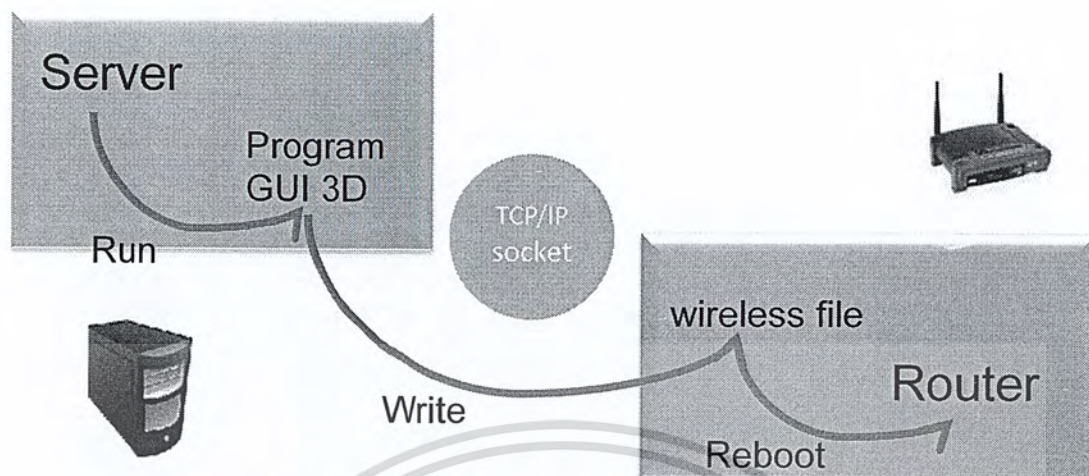 Server
Program
GUI 3D
Run
TCP/IP
socket
wireless file
Router
Write
Reboot